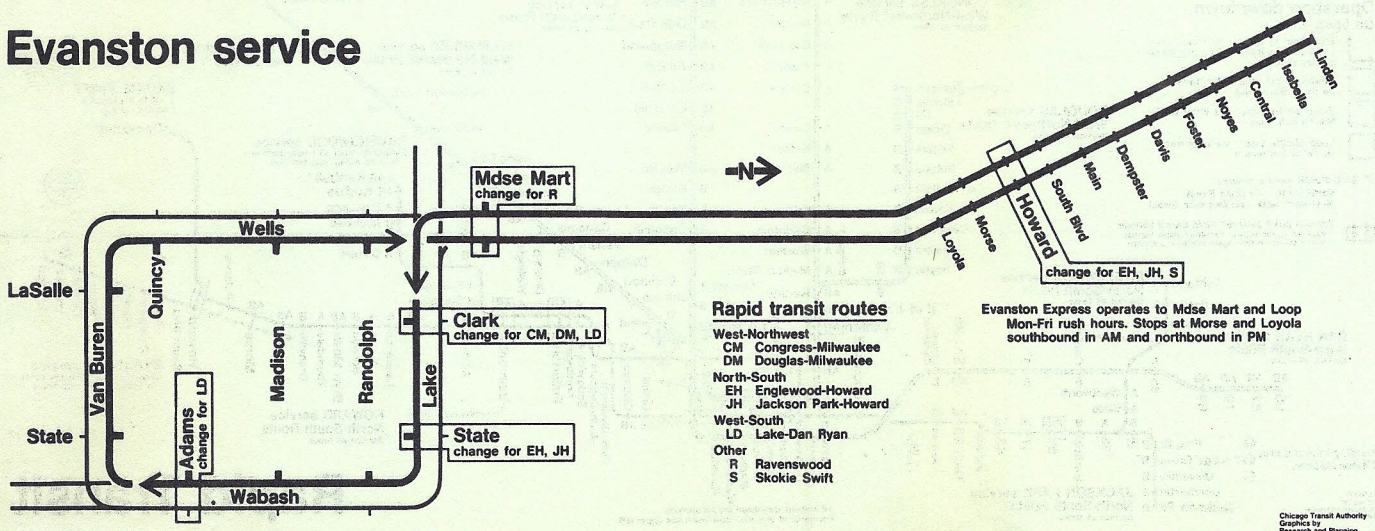 Evanston service
Mdse Mart
change for R
N
Wells
LaSalle
Quincy
Van Buren
Madison
Randolph
Clark
change for CM, DM, LD
Lake
State
Adams
change for LD
State
change for EH, JH
Wabash
Linden
Isabella
Central
Noyes
Foster
Davis
Dempster
Main
South Blvd
Howard
change for EH, JH, S
Morse
Loyola
Evanston Express operates to Mdse Mart and Loop
Mon-Fri rush hours. Stops at Morse and Loyola
southbound in AM and northbound in PM
Rapid transit routes
West-Northwest
CM Congress-Milwaukee
DM Douglas-Milwaukee
North-South
EH Englewood-Howard
JH Jackson Park-Howard
West-South
LD Lake-Dan Ryan
Other
R Ravenswood
S Skokie Swift
Chicago Transit Authority
Graphics by
Research and Planning